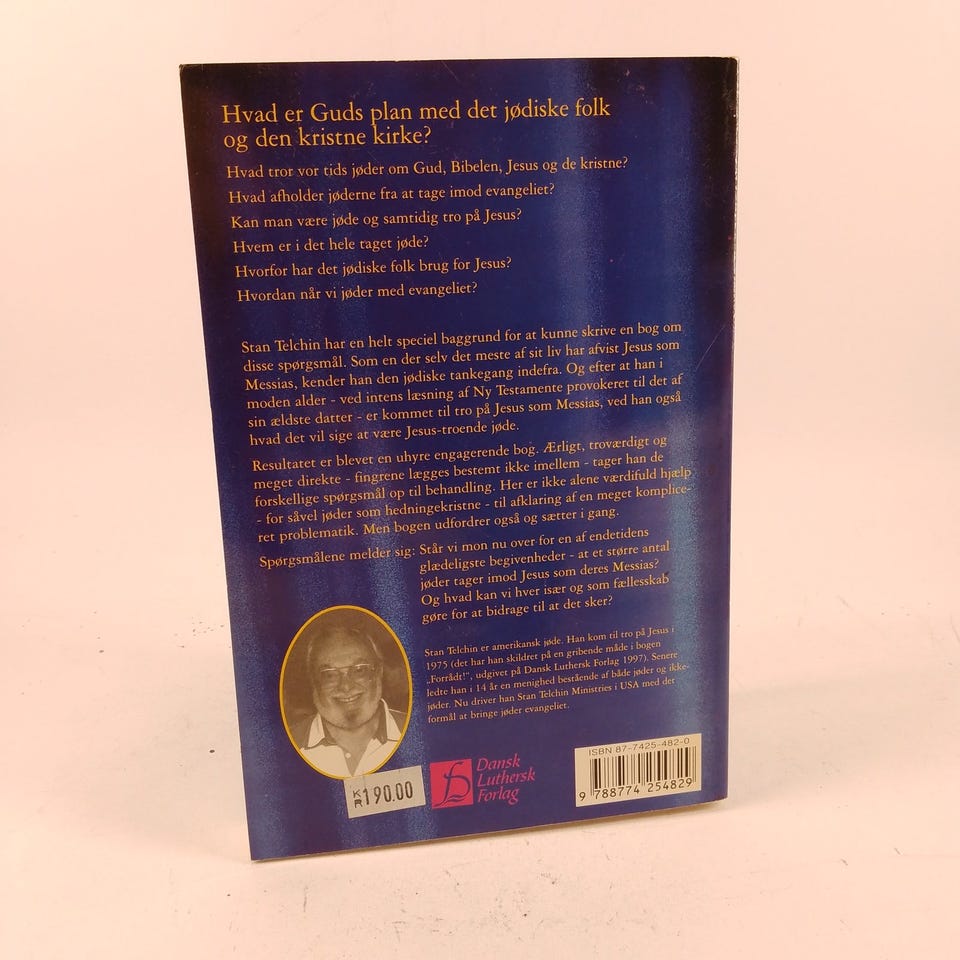 Hvad er Guds plan med det jødiske folk
og den kristne kirke?
Hvad tror vor tids jøder om Gud, Bibelen, Jesus og de kristne?
Hvad afholder jøderne fra at tage imod evangeliet?
Kan man være jøde og samtidig tro på Jesus?
Hvem er i det hele taget jøde?
Hvorfor har det jødiske folk brug for Jesus?
Hvordan når vi jøder med evangeliet?
Stan Telchin har en helt speciel baggrund for at kunne skrive en bog om
disse spørgsmål. Som en der selv det meste af sit liv har afvist Jesus som
Messias, kender han den jødiske tankegang indefra. Og efter at han i
moden alder - ved intens læsning af Ny Testamente provokeret til det af
sin ældste datter - er kommet til tro på Jesus som Messias, ved han også
hvad det vil sige at være Jesus-troende jøde.
Resultatet er blevet en uhyre engagerende bog. Ærligt, troværdigt og
meget direkte - fingrene lægges bestemt ikke imellem - tager han de
forskellige spørgsmål op til behandling. Her er ikke alene værdifuld hjælp
- for såvel jøder som hedningekristne - til afklaring af en meget komplice-
ret problematik. Men bogen udfordrer også og sætter i gang.
Spørgsmålene melder sig: Står vi mon nu over for en af endetidens
glædeligste begivenheder - at et større antal
jøder tager imod Jesus som deres Messias?
Og hvad kan vi hver især og som fællesskab
gøre for at bidrage til at det sker?
Stan Telchin er amerikansk jøde. Han kom til tro på Jesus i
1975 (det har han skildret på en gribende måde i bogen
„Forrådt!", udgivet på Dansk Luthersk Forlag 1997). Senere
ledte han i 14 år en menighed bestående af både jøder og ikke-
jøder. Nu driver han Stan Telchin Ministries i USA med det
formål at bringe jøder evangeliet.
KR 190.00
Dansk
Luthersk
Forlag
ISBN 87-7425-482-0
9 788774 254829